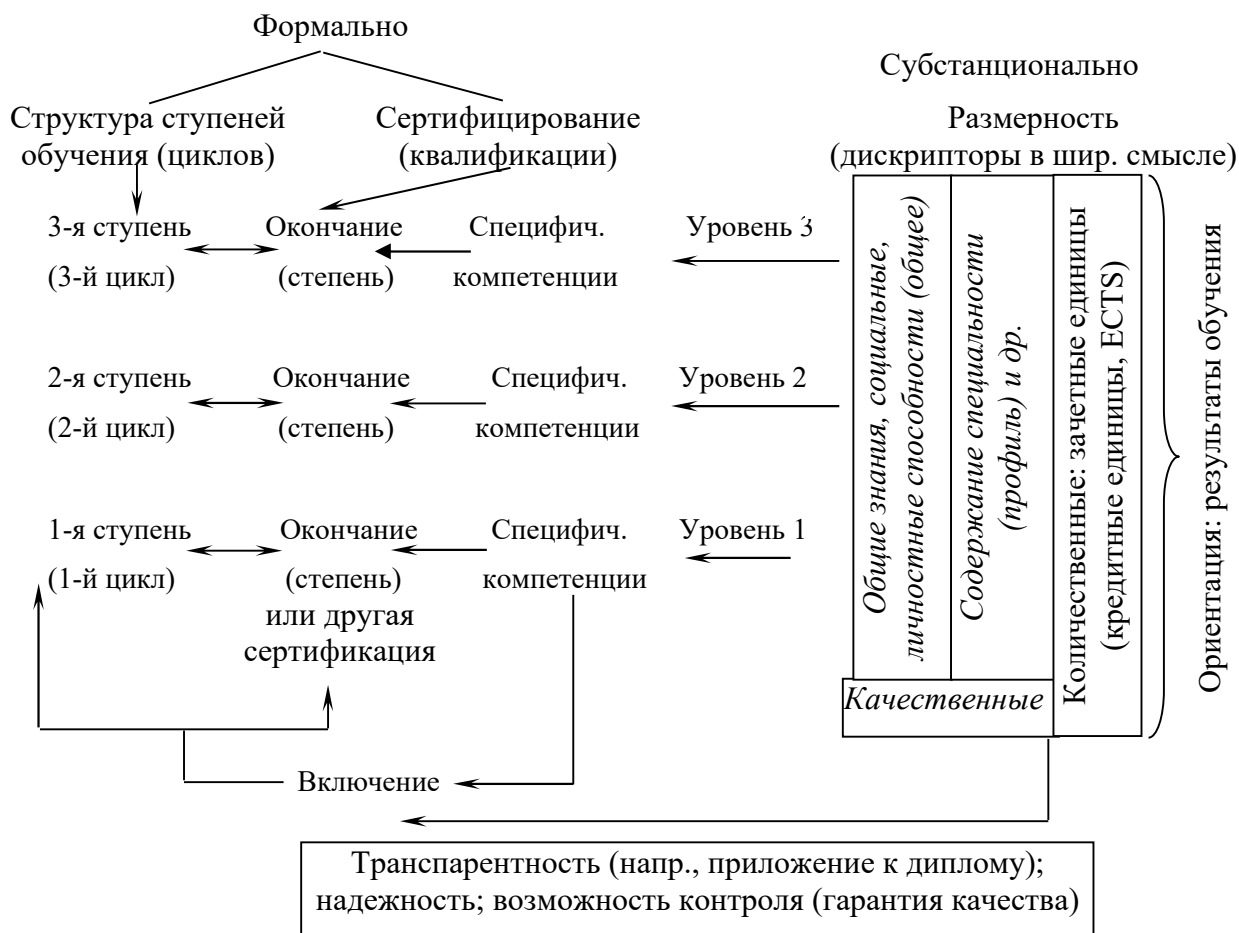 Формально
Субстанционально
Структура ступеней
обучения (циклов)
Сертифицирование
(квалификации)
Размерность
(дискрипторы в шир. смысле)
3-я ступень
(3-й цикл)
Окончание
(степень)
Специфич.
компетенции
Уровень 3
2-я ступень
(2-й цикл)
Окончание
(степень)
Специфич.
компетенции
Уровень 2
1-я ступень
(1-й цикл)
Окончание
(степень)
или другая
сертификация
Специфич.
компетенции
Уровень 1
Общие знания, социальные,
личностные способности (общее)
Содержание специальности
(профиль) и др.
Качественные
Количественные: зачетные единицы
(кредитные единицы, ECTS)
Ориентация: результаты обучения
Включение
Транспарентность (напр., приложение к диплому);
надежность; возможность контроля (гарантия качества)